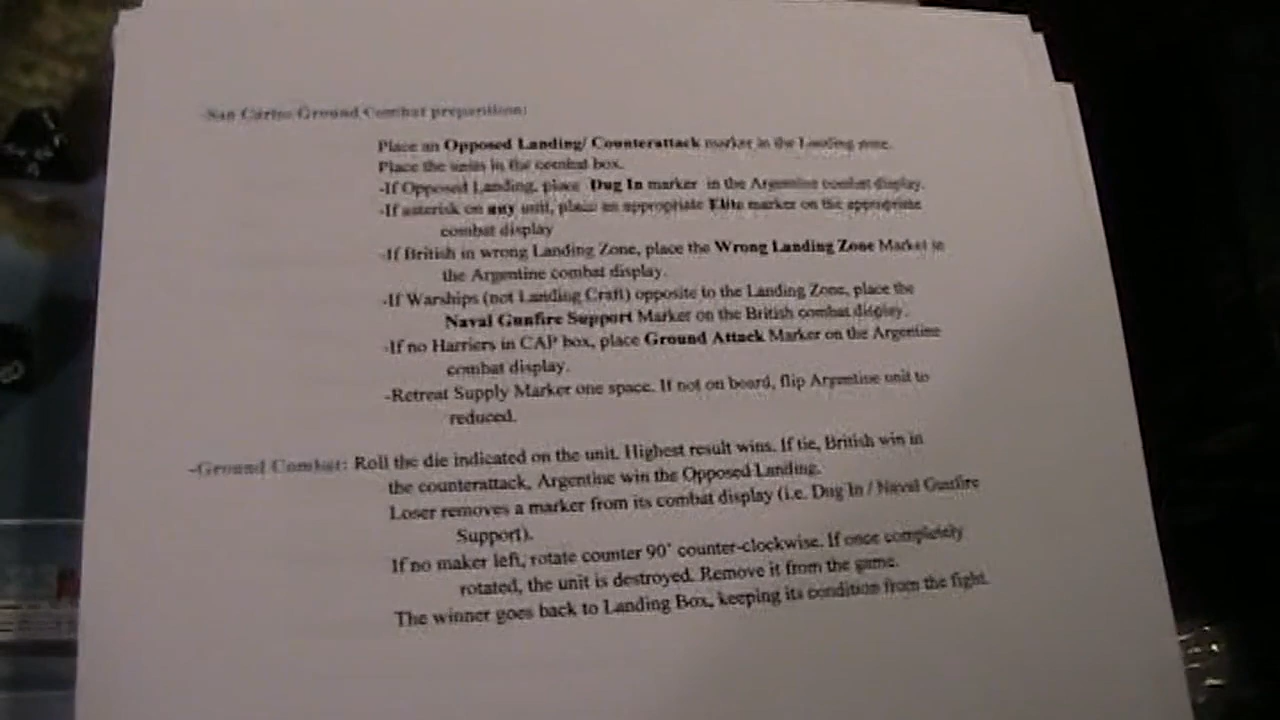 -San Carlos Ground Combat preparition:
Place an Opposed Landing/ Counterattack marker in the Landing zone.
Place the units in the combat box.
-If Opposed Landing, place Dug In marker in the Argentine combat display.
-If asterisk on any unit, place an appropriate Elite marker on the appropriate
combat display
-If British in wrong Landing Zone, place the Wrong Landing Zone Market in
the Argentine combat display.
-If Warships (not Landing Craft) opposite to the Landing Zone, place the
Naval Gunfire Support Marker on the British combat display.
-If no Harriers in CAP box, place Ground Attack Marker on the Argentine
combat display.
-Retreat Supply Marker one space. If not on board, flip Argentine unit to
reduced.
-Ground Combat: Roll the die indicated on the unit. Highest result wins. If tie, British win in
the counterattack, Argentine win the Opposed Landing.
Loser removes a marker from its combat display (i.e. Dug In / Naval Gunfire
Support).
If no maker left, rotate counter 90˚ counter-clockwise. If once completely
rotated, the unit is destroyed. Remove it from the game.
The winner goes back to Landing Box, keeping its condition from the fight.